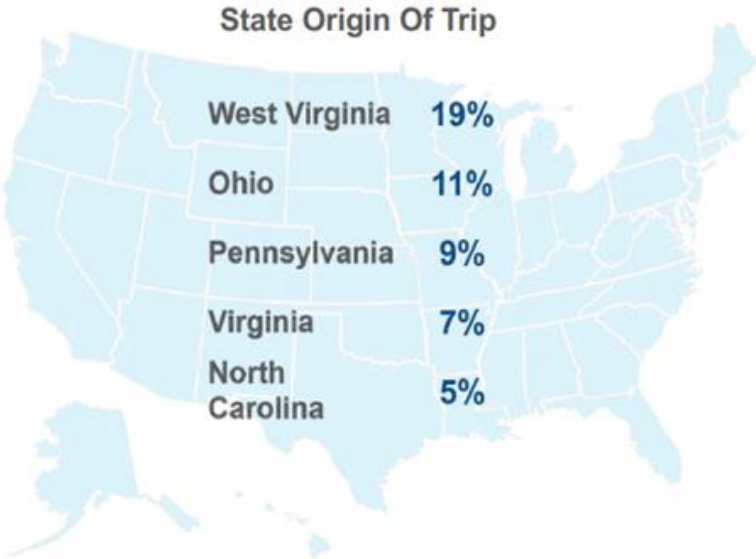 State Origin Of Trip
West Virginia 19%
Ohio 11%
Pennsylvania 9%
Virginia 7%
North
Carolina 5%